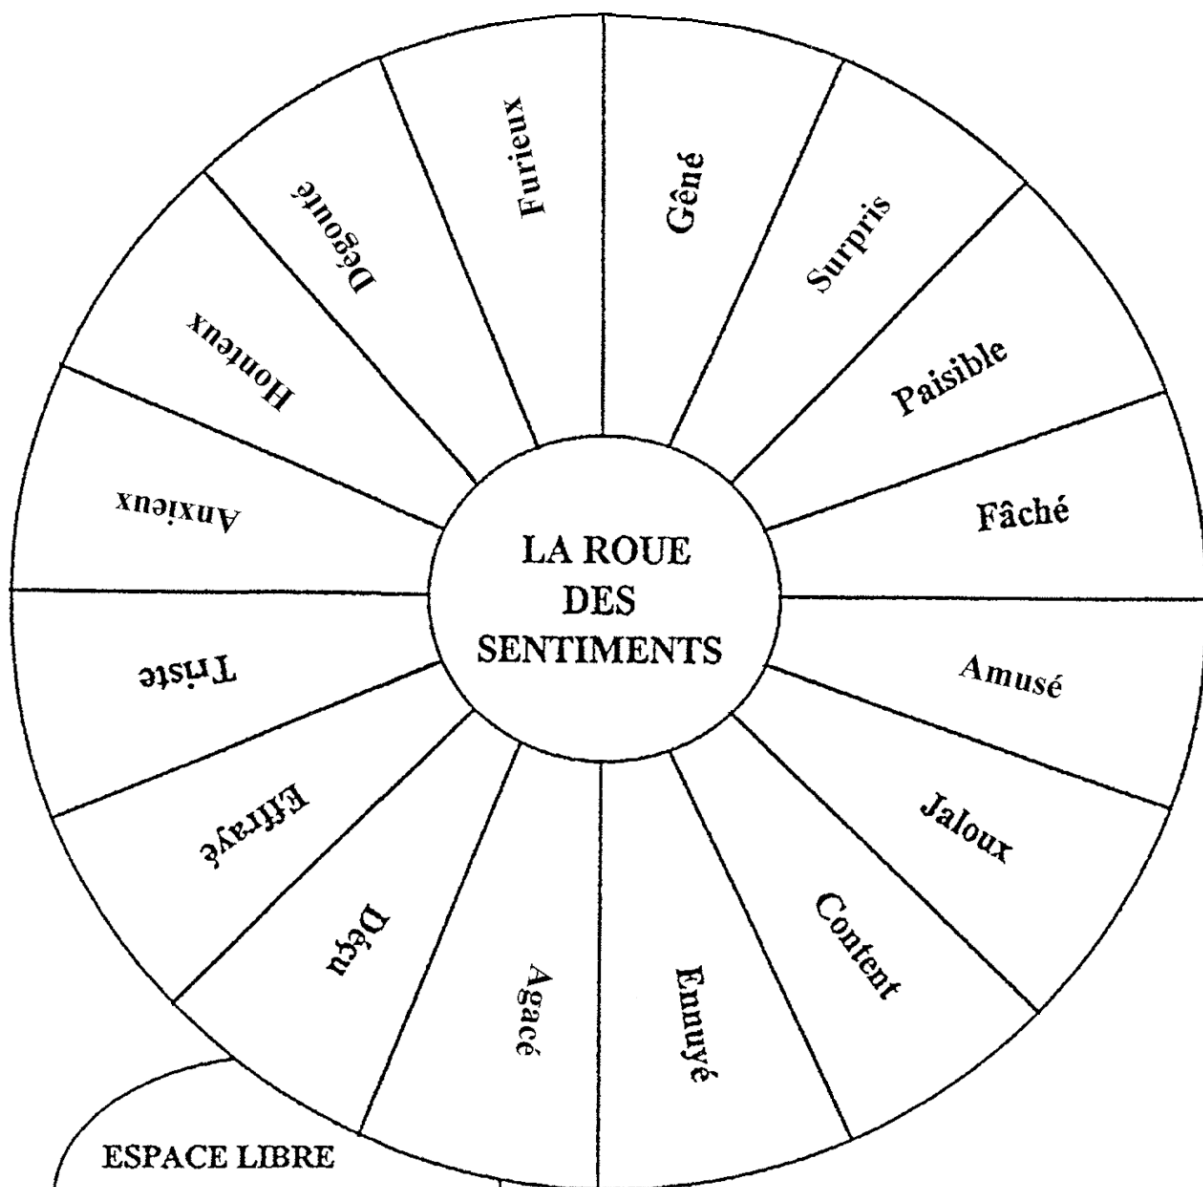 LA ROUE
DES
SENTIMENTS
Gêné
Surpris
Paisible
Fâché
Amusé
Jaloux
Content
Ennuyé
Agacé
Déçu
Effrayé
Triste
Anxieux
Honteux
Dégouté
Furieux
ESPACE LIBRE